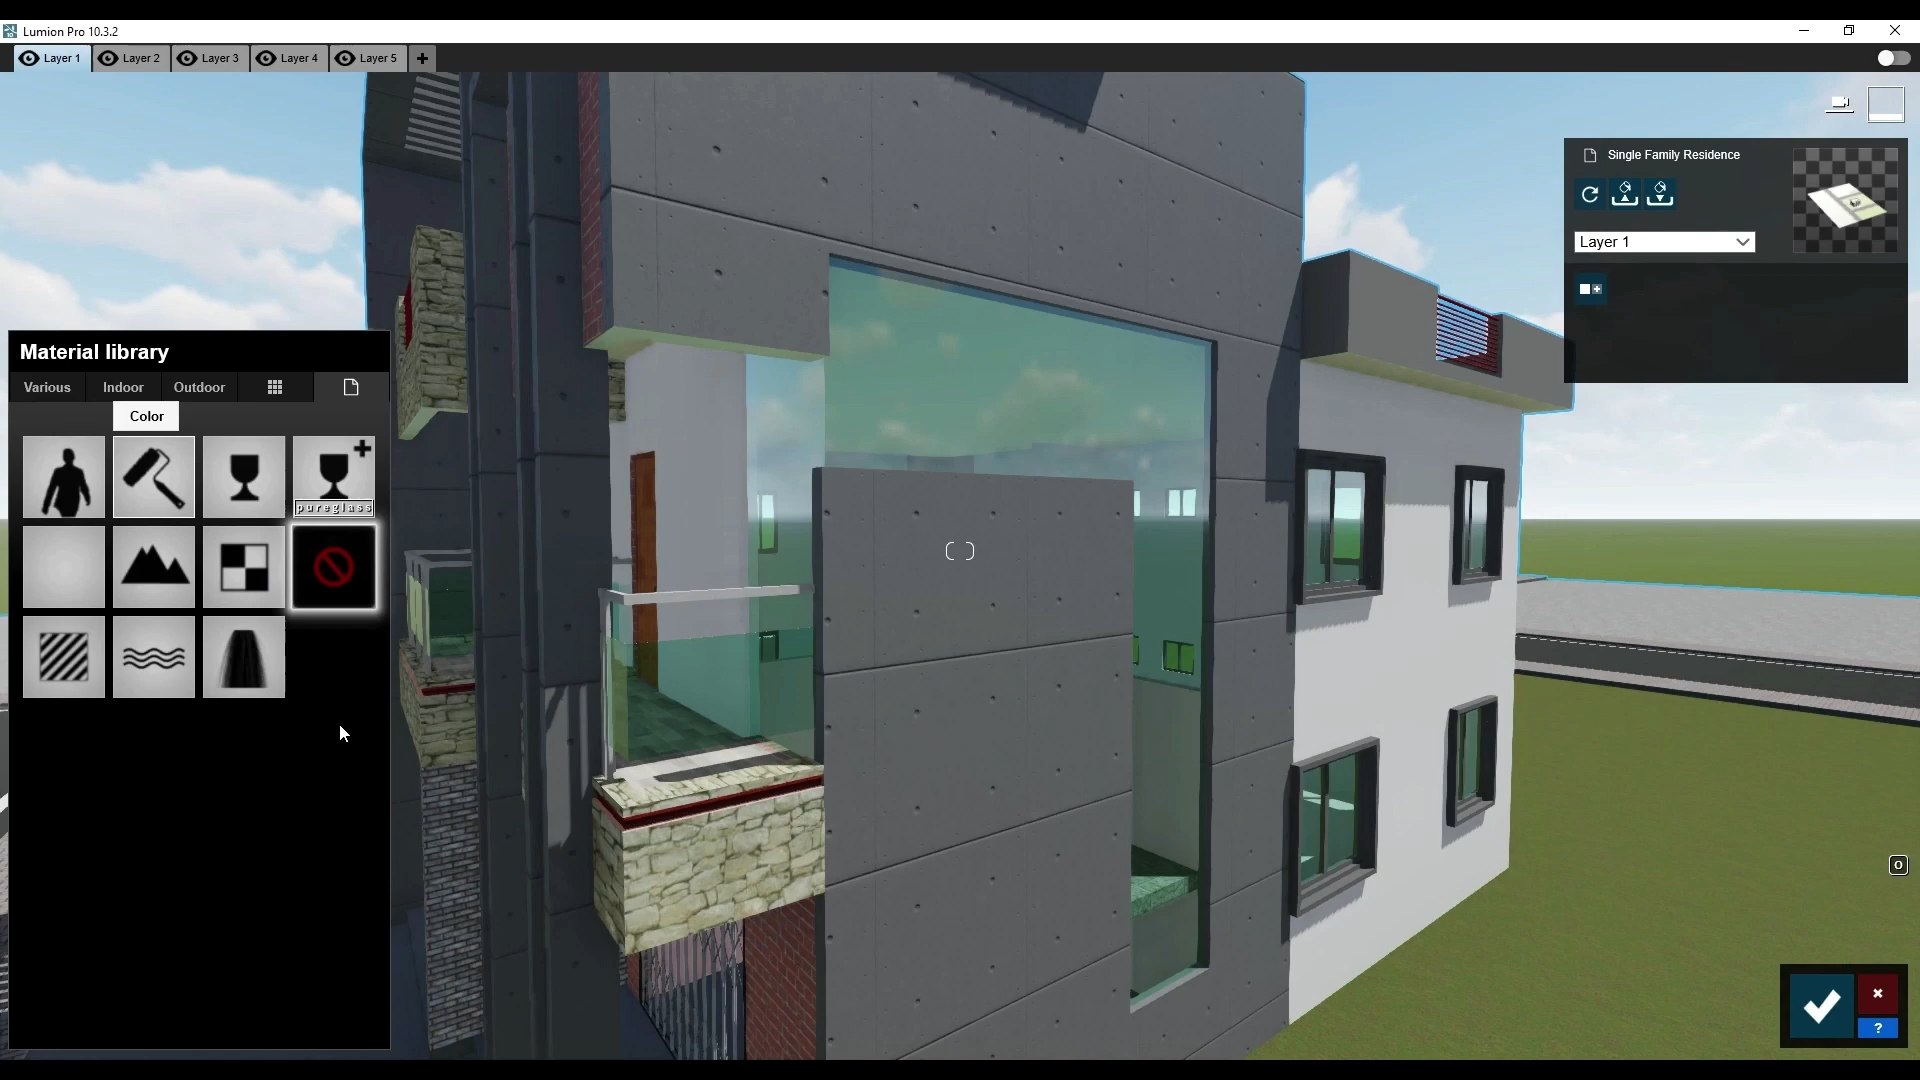 Lumion Pro 10.3.2
Layer 1
Layer 2
Layer 3
Layer 4
Layer 5
Single Family Residence
Layer 1
Material library
Various
Indoor
Outdoor
Color
pureglass
O
?